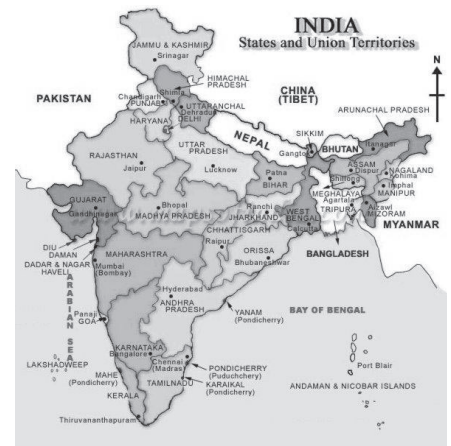 INDIA
States and Union Territories
N
JAMMU & KASHMIR
Srinagar
HIMACHAL
PRADESH
Shimla
Chandigarh
PUNJAB
UTTARANCHAL
Dehradun
HARYANA
DELHI
PAKISTAN
CHINA
(TIBET)
ARUNACHAL PRADESH
Itanagar
NEPAL
SIKKIM
Gangtok
BHUTAN
ASSAM
Dispur
NAGALAND
Kohima
Shillong
MEGHALAYA
Imphal
MANIPUR
Agartala
TRIPURA
Aizawl
MIZORAM
MYANMAR
BANGLADESH
RAJASTHAN
Jaipur
UTTAR
PRADESH
Lucknow
Patna
BIHAR
GUJARAT
Gandhinagar
Bhopal
MADHYA PRADESH
Ranchi
JHARKHAND
WEST
BENGAL
Calcutta
CHHATTISGARH
Raipur
ORISSA
Bhubaneshwar
DIU
DAMAN
DADAR & NAGAR
HAVELI
MAHARASHTRA
Mumbai
(Bombay)
ARABIAN SEA
Hyderabad
ANDHRA
PRADESH
YANAM
(Pondicherry)
BAY OF BENGAL
Panaji
GOA
KARNATAKA
Bangalore
Chennai
(Madras)
PONDICHERRY
(Puduchery)
KARAIKAL
(Pondicherry)
TAMILNADU
LAKSHADWEEP
MAHE
(Pondicherry)
KERALA
Thiruvananthapuram
Port Blair
ANDAMAN & NICOBAR ISLANDS